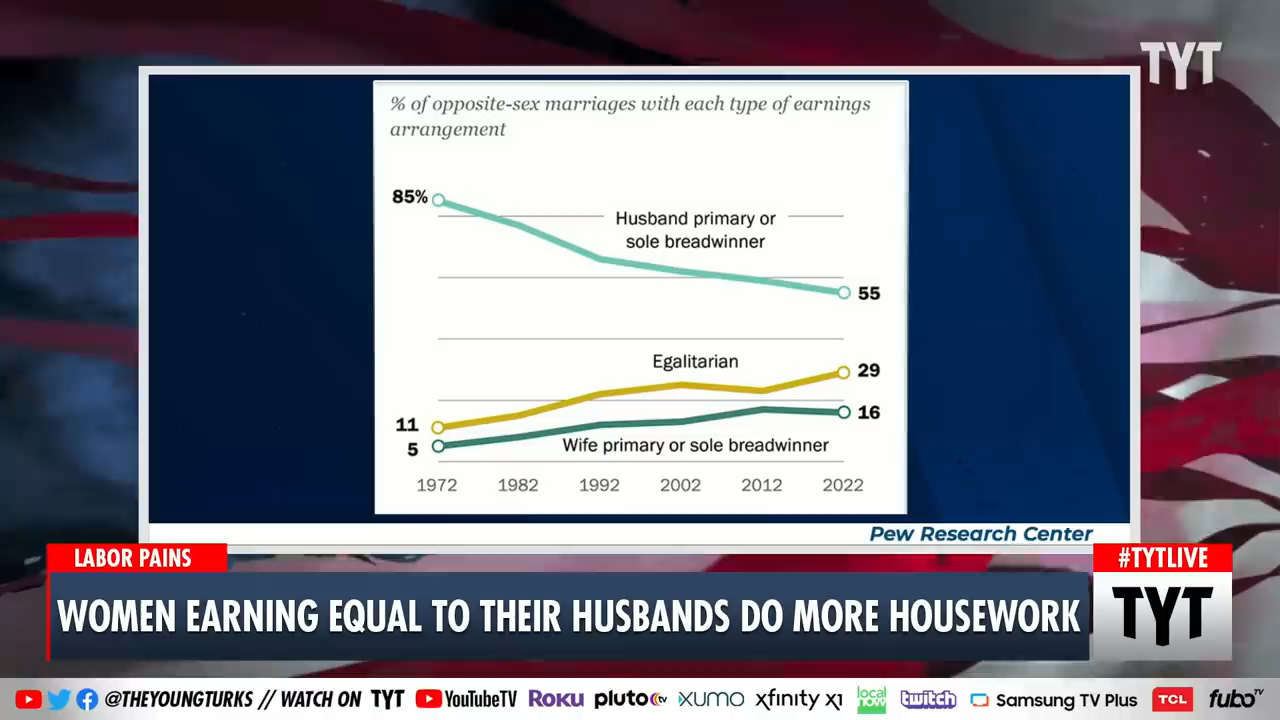 TYT
% of opposite-sex marriages with each type of earnings
arrangement
85%
Husband primary or
sole breadwinner
55
Egalitarian
29
11
16
5
Wife primary or sole breadwinner
1972 1982 1992 2002 2012 2022
Pew Research Center
LABOR PAINS
#TYTLIVE
WOMEN EARNING EQUAL TO THEIR HUSBANDS DO MORE HOUSEWORK
TYT
@THEYOUNGTURKS // WATCH ON TYT YouTubeTV ROKU pluto tv XUMO xfinity X1 local now twitch Samsung TV Plus TCL fubo TV